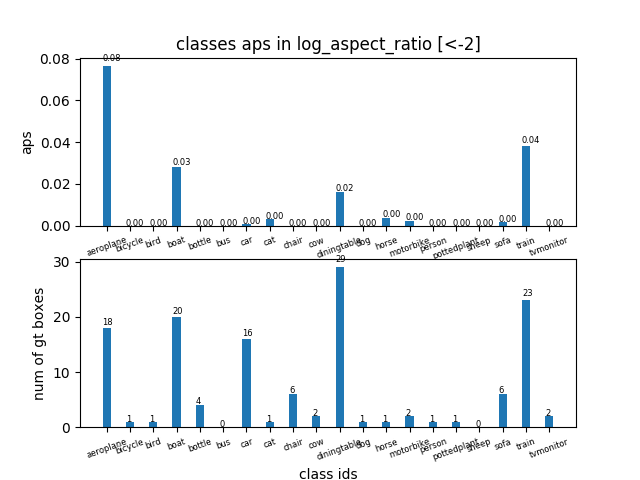 classes aps in log_aspect_ratio [<-2]
aps
0.08
0.06
0.04
0.02
0.00
0.08 0.00 0.00 0.03 0.00 0.00 0.00 0.00 0.00 0.00 0.02 0.00 0.00 0.00 0.00 0.00 0.00 0.00 0.04 0.00
aeroplane bicycle bird boat bottle bus car cat chair cow diningtable dog horse motorbike person pottedplant sheep sofa train tvmonitor
num of gt boxes
30
20
10
0
18 1 1 20 4 0 16 1 6 2 29 1 1 2 1 1 0 6 23 2
aeroplane bicycle bird boat bottle bus car cat chair cow diningtable dog horse motorbike person pottedplant sheep sofa train tvmonitor
class ids